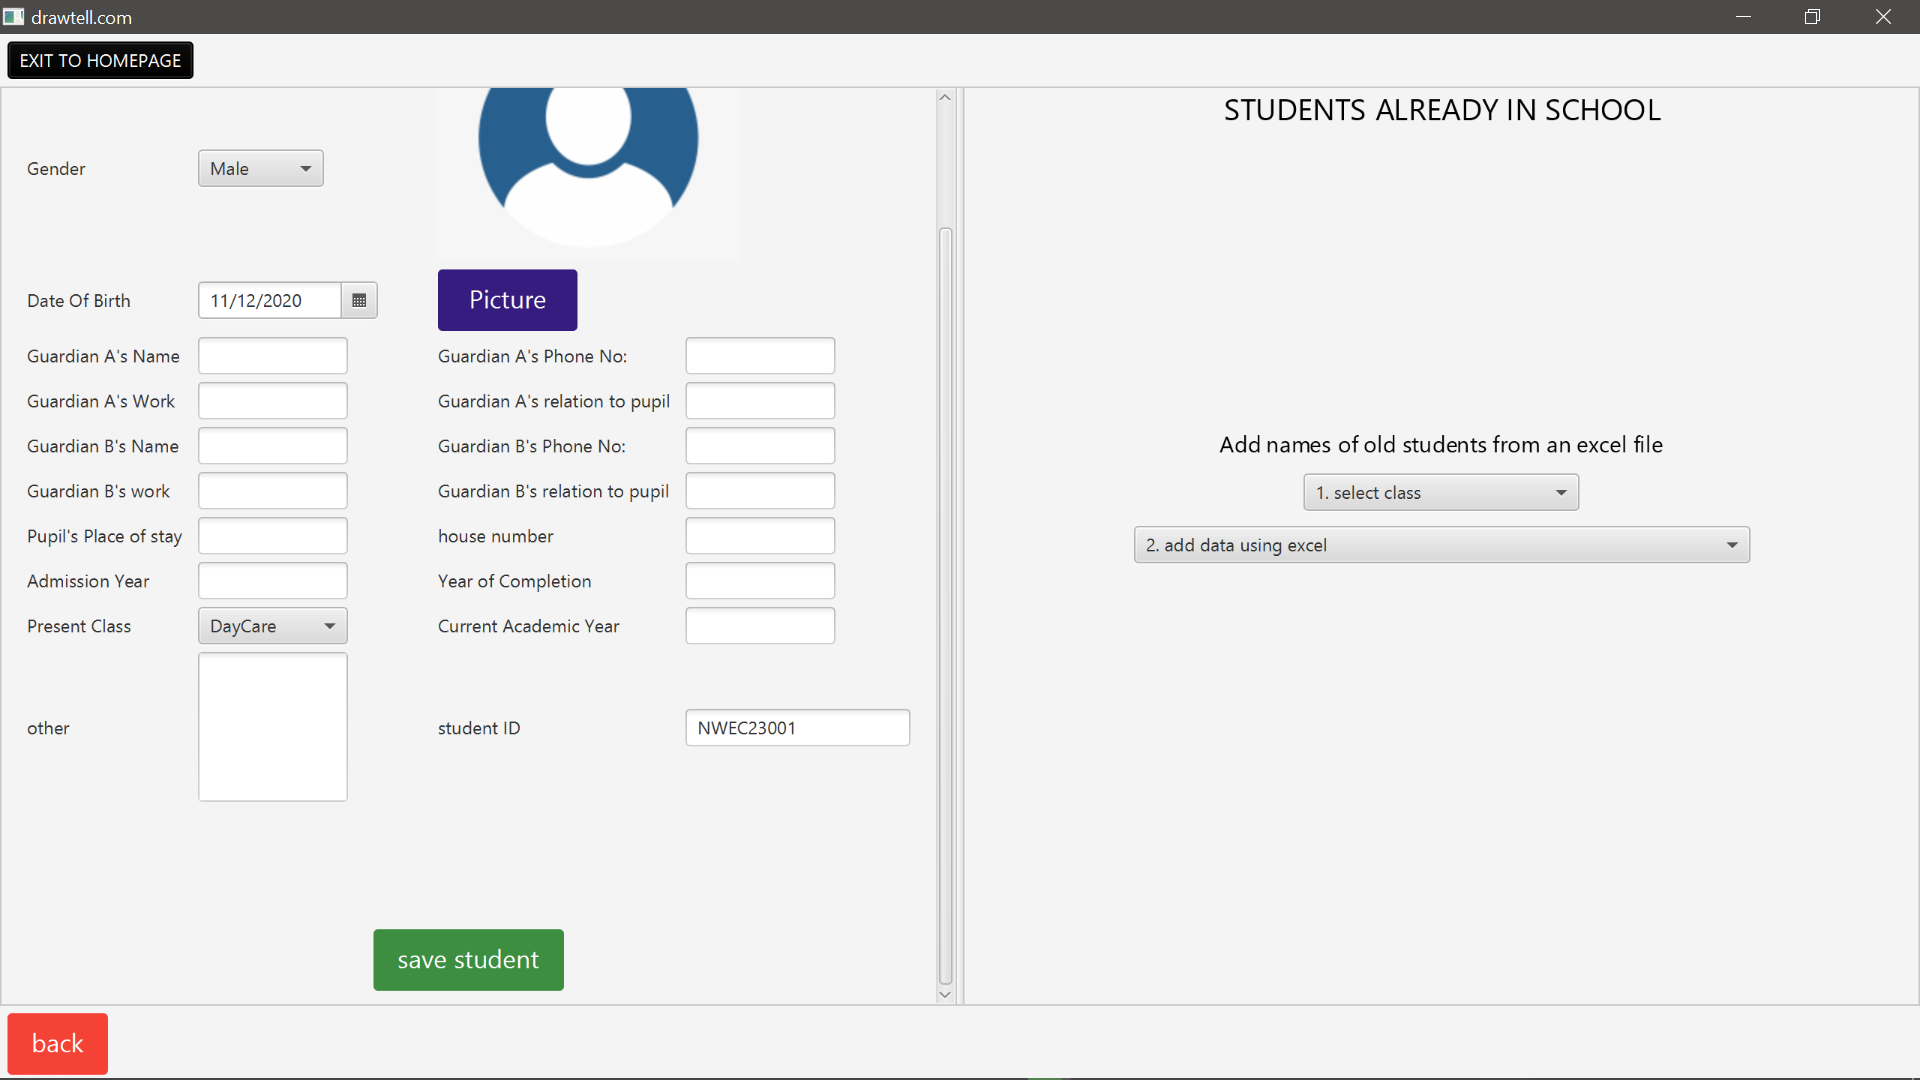 drawtell.com
EXIT TO HOMEPAGE
Gender
Male
Date Of Birth
11/12/2020
Picture
Guardian A's Name
Guardian A's Phone No:
Guardian A's Work
Guardian A's relation to pupil
Guardian B's Name
Guardian B's Phone No:
Guardian B's work
Guardian B's relation to pupil
Pupil's Place of stay
house number
Admission Year
Year of Completion
Present Class
DayCare
Current Academic Year
other
student ID
NWEC23001
save student
STUDENTS ALREADY IN SCHOOL
Add names of old students from an excel file
1. select class
2. add data using excel
back